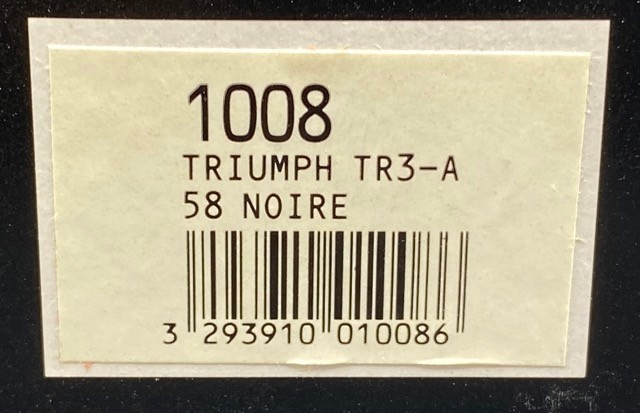 1008
TRIUMPH TR3-A
58 NOIRE
3 293910 010086